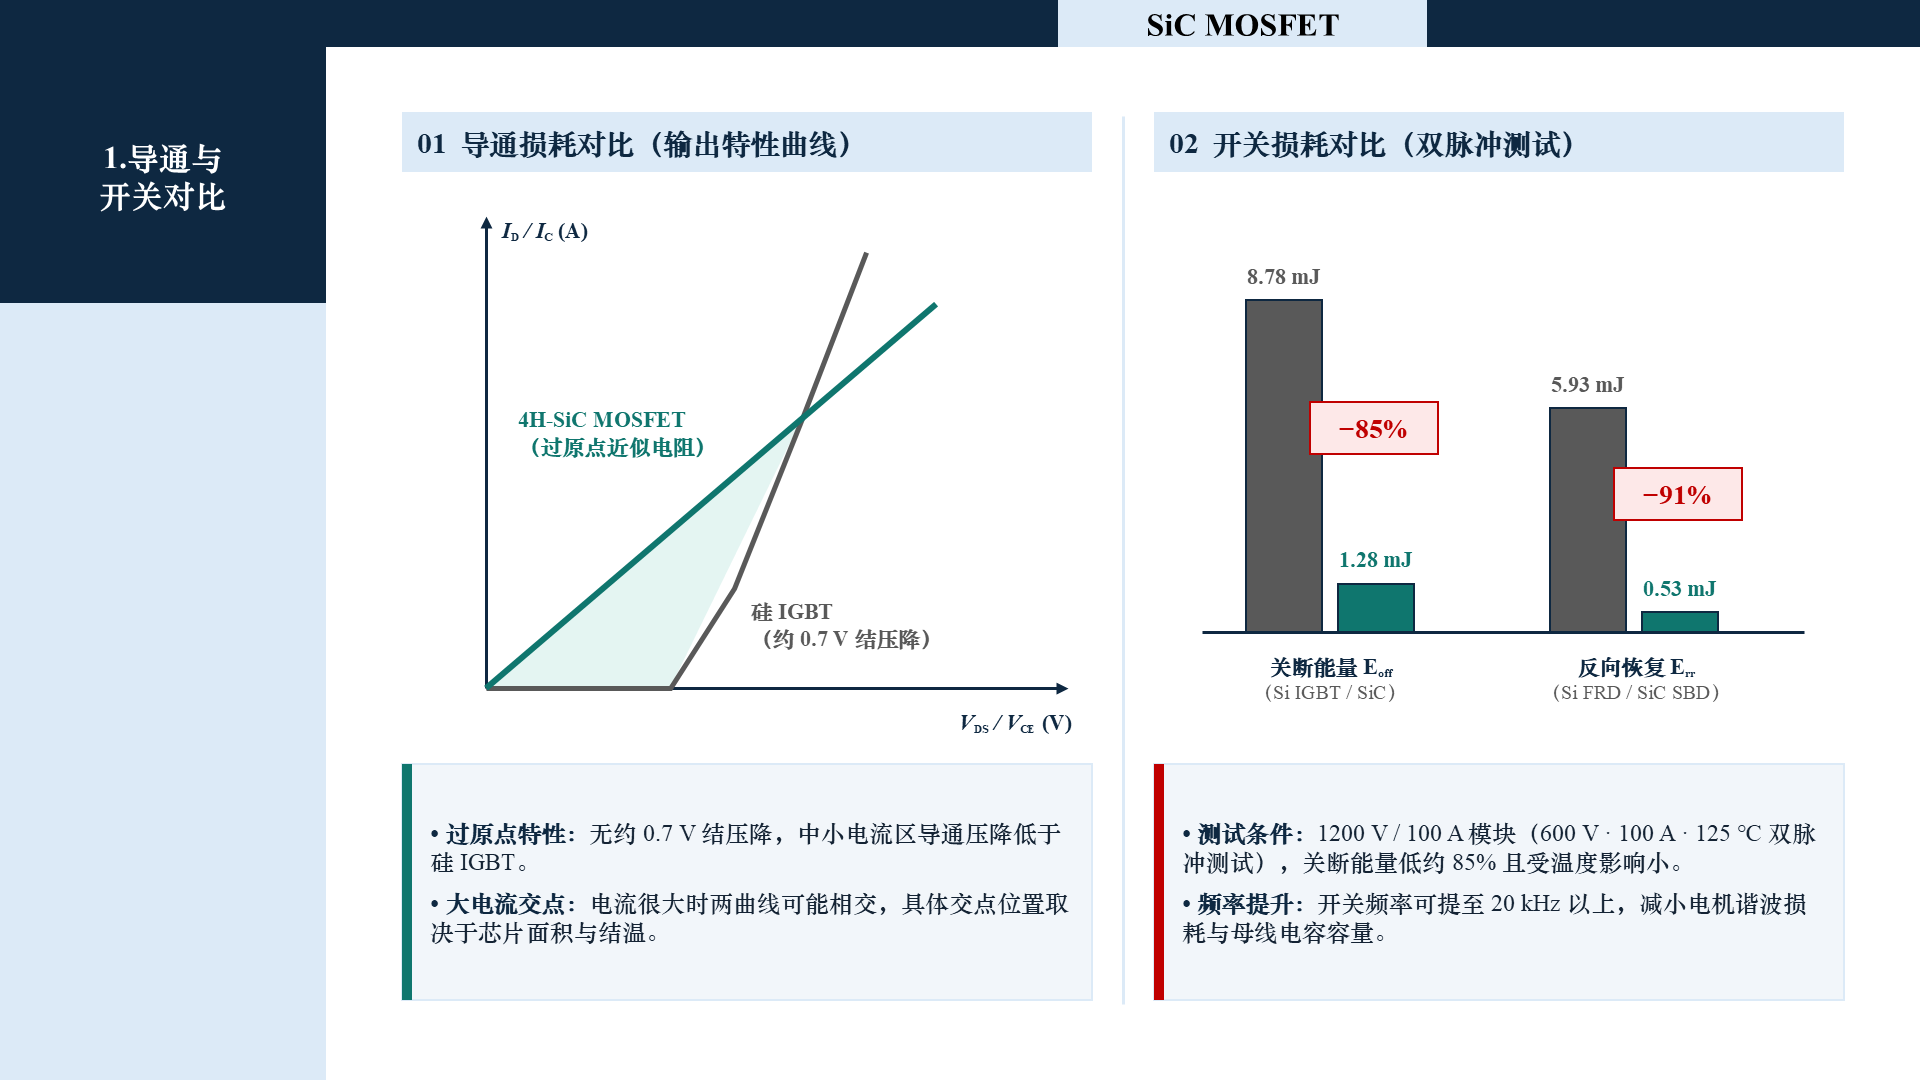 SiC MOSFET
1.导通与
开关对比
01 导通损耗对比（输出特性曲线）
I_D / I_C (A)
4H-SiC MOSFET
（过原点近似电阻）
硅 IGBT
（约 0.7 V 结压降）
V_DS / V_CE (V)
• 过原点特性：无约 0.7 V 结压降，中小电流区导通压降低于
硅 IGBT。
• 大电流交点：电流很大时两曲线可能相交，具体交点位置取
决于芯片面积与结温。
02 开关损耗对比（双脉冲测试）
8.78 mJ
−85%
1.28 mJ
5.93 mJ
−91%
0.53 mJ
关断能量 E_off
（Si IGBT / SiC）
反向恢复 E_rr
（Si FRD / SiC SBD）
• 测试条件：1200 V / 100 A 模块（600 V · 100 A · 125 ℃ 双脉
冲测试），关断能量低约 85% 且受温度影响小。
• 频率提升：开关频率可提至 20 kHz 以上，减小电机谐波损
耗与母线电容容量。